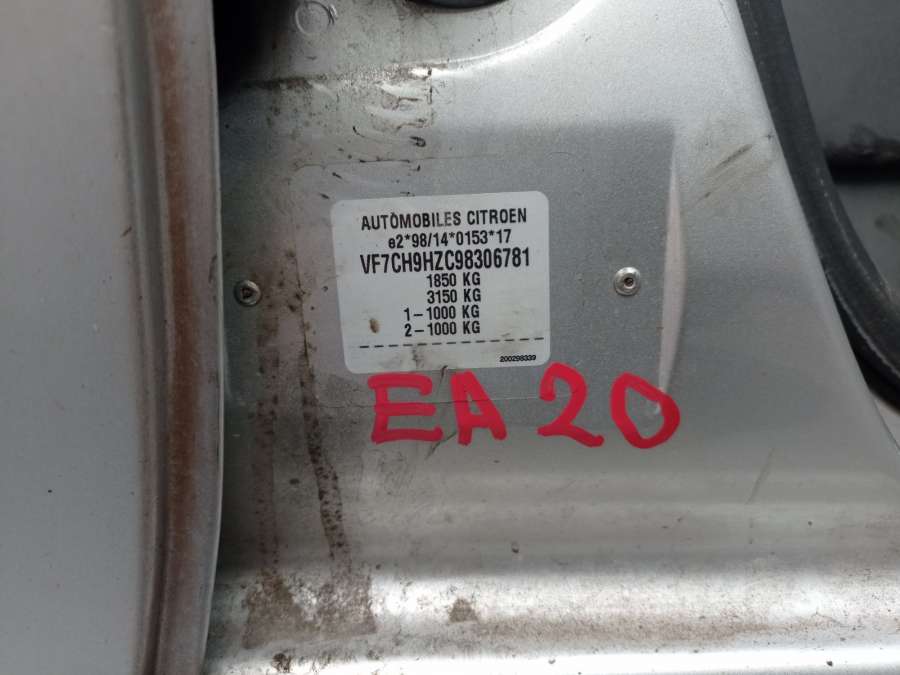 AUTOMOBILES CITROEN
e2*98/14*0153*17
VF7CH9HZC98306781
1850 KG
3150 KG
1-1000 KG
2-1000 KG
200298339
EA 20